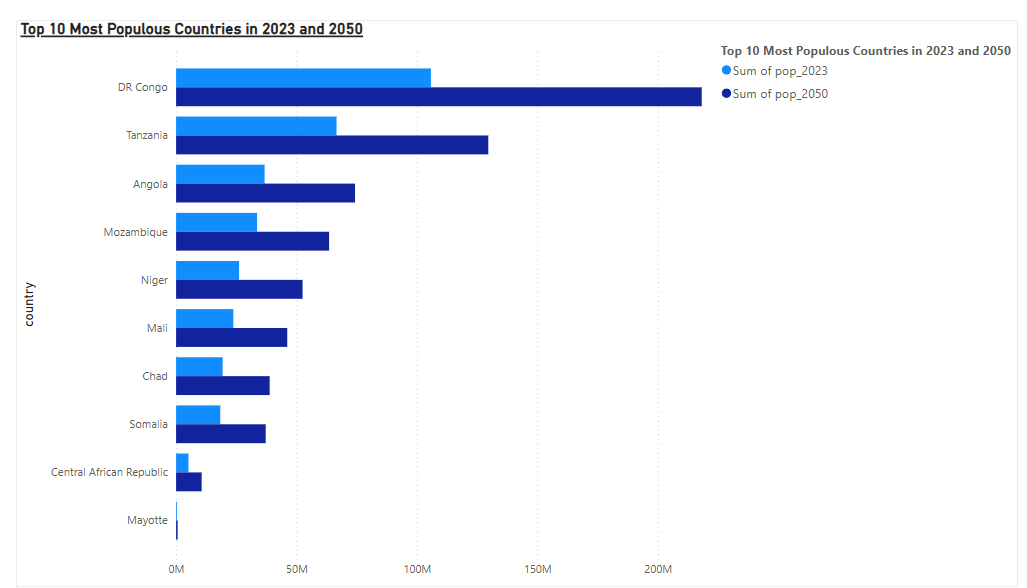 Top 10 Most Populous Countries in 2023 and 2050
Top 10 Most Populous Countries in 2023 and 2050
Sum of pop_2023
Sum of pop_2050
country
DR Congo
Tanzania
Angola
Mozambique
Niger
Mali
Chad
Somalia
Central African Republic
Mayotte
0M 50M 100M 150M 200M